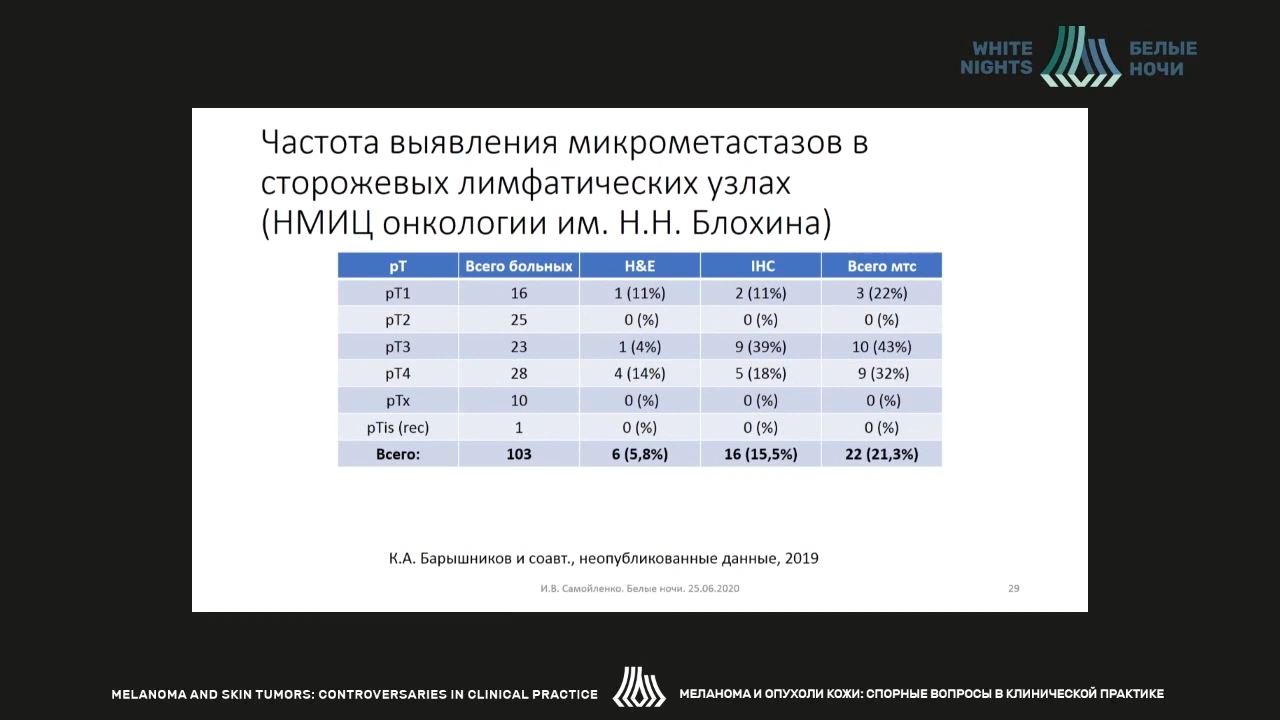 WHITE
NIGHTS
БЕЛЫЕ
НОЧИ
Частота выявления микрометастазов в
сторожевых лимфатических узлах
(НМИЦ онкологии им. Н.Н. Блохина)
pT Всего больных H&E IHC Всего мтс
pT1 16 1 (11%) 2 (11%) 3 (22%)
pT2 25 0 (%) 0 (%) 0 (%)
pT3 23 1 (4%) 9 (39%) 10 (43%)
pT4 28 4 (14%) 5 (18%) 9 (32%)
pTx 10 0 (%) 0 (%) 0 (%)
pTis (rec) 1 0 (%) 0 (%) 0 (%)
Всего: 103 6 (5,8%) 16 (15,5%) 22 (21,3%)
К.А. Барышников и соавт., неопубликованные данные, 2019
И.В. Самойленко. Белые ночи. 25.06.2020 29
MELANOMA AND SKIN TUMORS: CONTROVERSARIES IN CLINICAL PRACTICE
МЕЛАНОМА И ОПУХОЛИ КОЖИ: СПОРНЫЕ ВОПРОСЫ В КЛИНИЧЕСКОЙ ПРАКТИКЕ